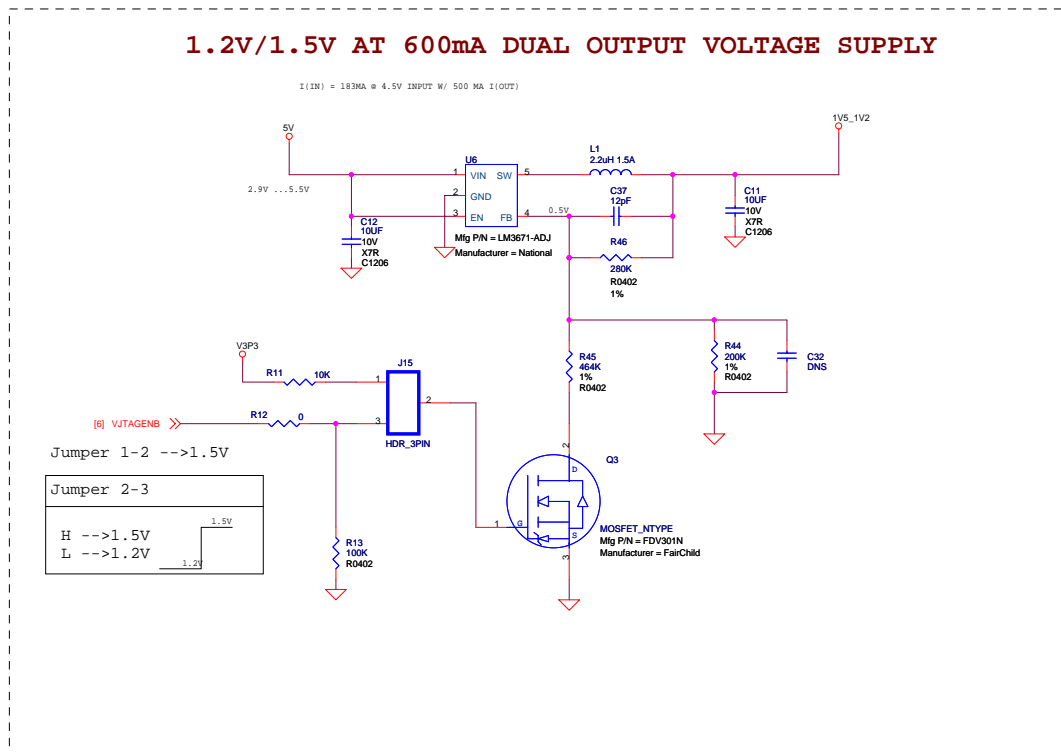 1.2V/1.5V AT 600mA DUAL OUTPUT VOLTAGE SUPPLY
I(IN) = 183MA @ 4.5V INPUT W/ 500 MA I(OUT)
5V
1V5_1V2
2.9V ...5.5V
U6
1 VIN SW 5
2 GND
3 EN FB 4
Mfg P/N = LM3671-ADJ
Manufacturer = National
L1
2.2uH 1.5A
C37
12pF
0.5V
C11
10UF
10V
X7R
C1206
C12
10UF
10V
X7R
C1206
R46
280K
R0402
1%
R45
464K
1%
R0402
R44
200K
1%
R0402
C32
DNS
V3P3
R11
10K
J15
1
2
3
HDR_3PIN
[6] VJTAGENB
R12
0
Jumper 1-2 -->1.5V
Jumper 2-3
H -->1.5V
L -->1.2V
1.5V
1.2V
R13
100K
R0402
Q3
2
D
1
G
S
3
MOSFET_NTYPE
Mfg P/N = FDV301N
Manufacturer = FairChild